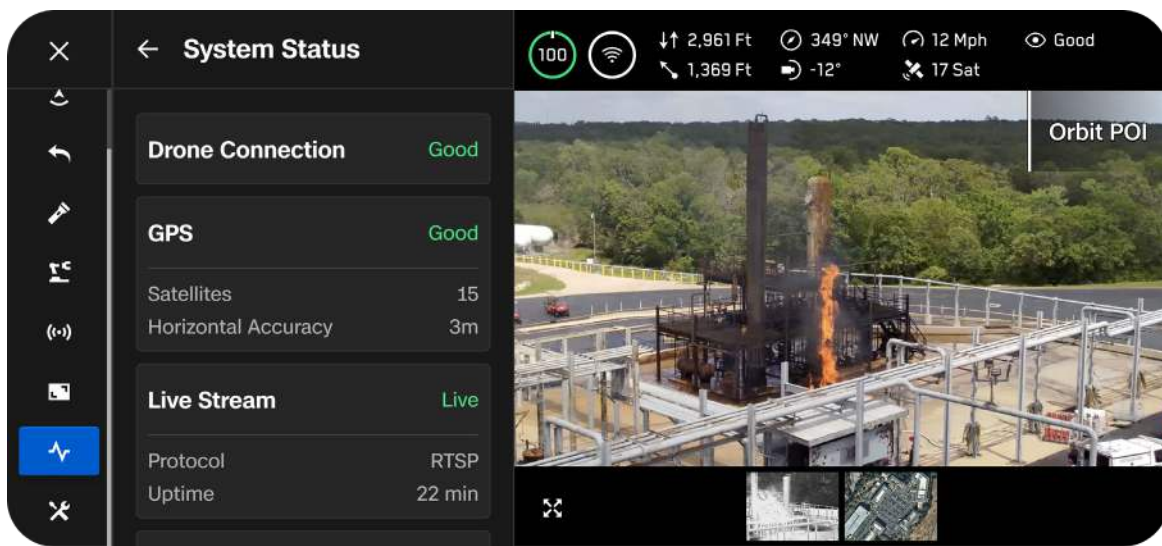 System Status
Drone Connection Good
GPS Good
Satellites 15
Horizontal Accuracy 3m
Live Stream Live
Protocol RTSP
Uptime 22 min
100 2,961 Ft 349° NW 12 Mph Good
1,369 Ft -12° 17 Sat
Orbit POI